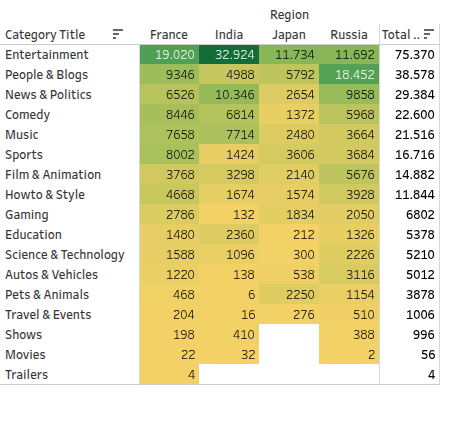 Region
Category Title France India Japan Russia Total ..
Entertainment 19.020 32.924 11.734 11.692 75.370
People & Blogs 9346 4988 5792 18.452 38.578
News & Politics 6526 10.346 2654 9858 29.384
Comedy 8446 6814 1372 5968 22.600
Music 7658 7714 2480 3664 21.516
Sports 8002 1424 3606 3684 16.716
Film & Animation 3768 3298 2140 5676 14.882
Howto & Style 4668 1674 1574 3928 11.844
Gaming 2786 132 1834 2050 6802
Education 1480 2360 212 1326 5378
Science & Technology 1588 1096 300 2226 5210
Autos & Vehicles 1220 138 538 3116 5012
Pets & Animals 468 6 2250 1154 3878
Travel & Events 204 16 276 510 1006
Shows 198 410 388 996
Movies 22 32 2 56
Trailers 4 4